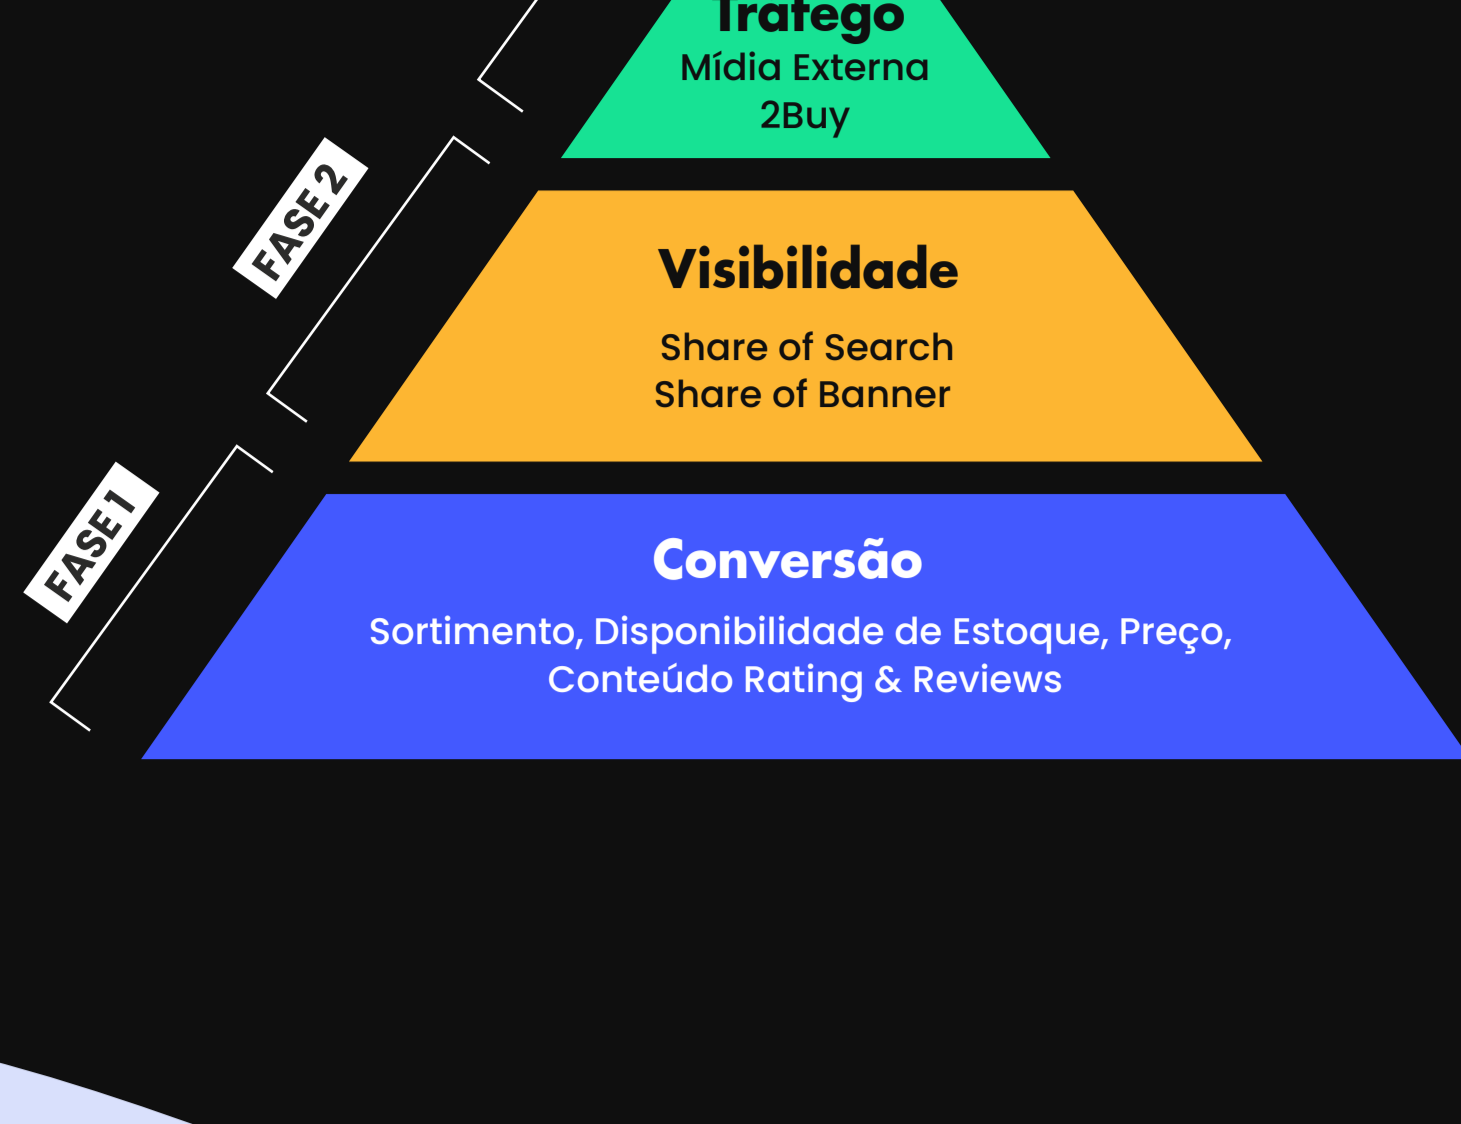 Tráfego
Mídia Externa
2Buy
FASE 2
Visibilidade
Share of Search
Share of Banner
FASE 1
Conversão
Sortimento, Disponibilidade de Estoque, Preço,
Conteúdo Rating & Reviews